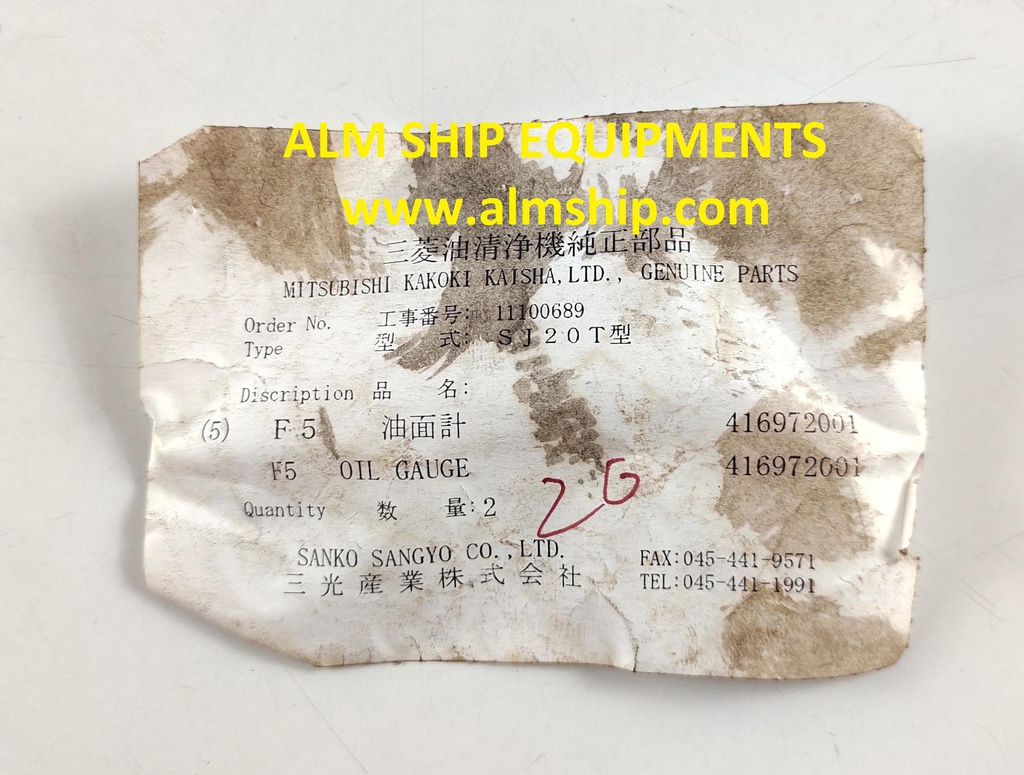 ALM SHIP EQUIPMENTS
www.almship.com
三菱油清浄機純正部品
MITSUBISHI KAKOKI KAISHA,LTD., GENUINE PARTS
Order No. 工事番号: 11100689
Type 型 式: SJ20T型
Discription 品 名:
(5) F5 油面計 416972001
F5 OIL GAUGE 416972001
Quantity 数 量:2
SANKO SANGYO CO.,LTD. FAX:045-441-9571
三光産業株式会社 TEL:045-441-1991